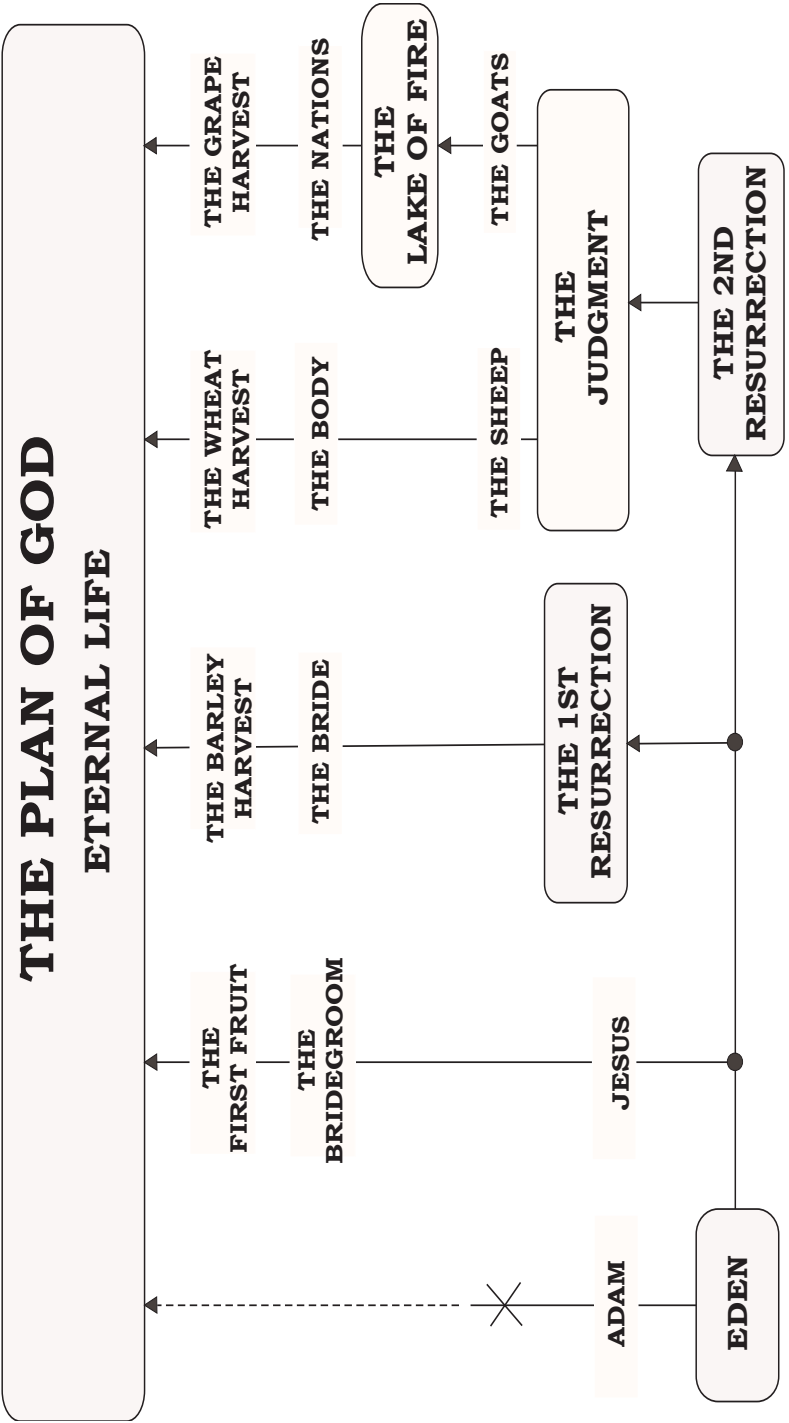 THE PLAN OF GOD
ETERNAL LIFE
THE
FIRST FRUIT
THE BARLEY
HARVEST
THE WHEAT
HARVEST
THE GRAPE
HARVEST
THE
BRIDEGROOM
THE BRIDE
THE BODY
THE NATIONS
THE
LAKE OF FIRE
THE SHEEP
THE GOATS
ADAM
JESUS
THE 1ST
RESURRECTION
THE
JUDGMENT
EDEN
THE 2ND
RESURRECTION